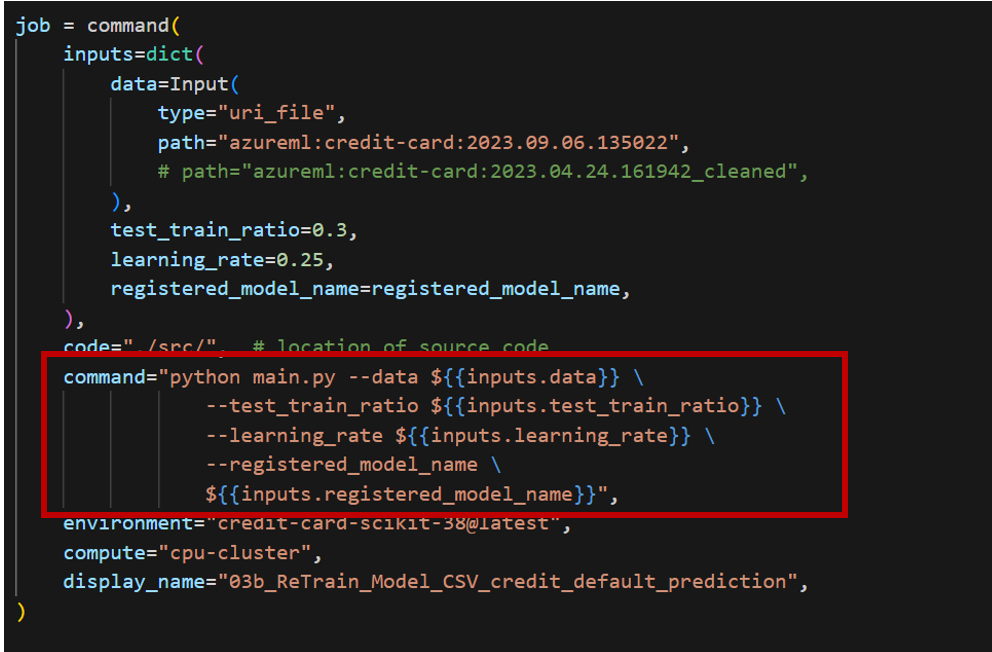 job = command(
    inputs=dict(
        data=Input(
            type="uri_file",
            path="azureml:credit-card:2023.09.06.135022",
            # path="azureml:credit-card:2023.04.24.161942_cleaned",
        ),
        test_train_ratio=0.3,
        learning_rate=0.25,
        registered_model_name=registered_model_name,
    ),
    code="./src/",  # location of source code
    command="python main.py --data ${{inputs.data}} \
            --test_train_ratio ${{inputs.test_train_ratio}} \
            --learning_rate ${{inputs.learning_rate}} \
            --registered_model_name \
            ${{inputs.registered_model_name}}",
    environment="credit-card-scikit-38@latest",
    compute="cpu-cluster",
    display_name="03b_ReTrain_Model_CSV_credit_default_prediction",
)